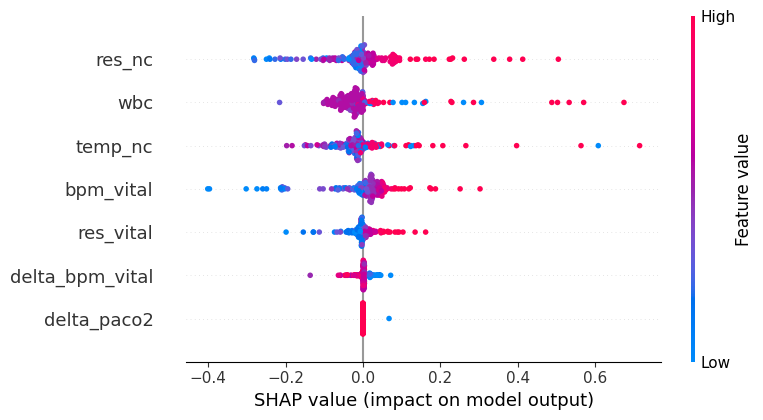 High
res_nc
wbc
temp_nc
bpm_vital
res_vital
delta_bpm_vital
delta_paco2
Feature value
Low
−0.4 −0.2 0.0 0.2 0.4 0.6
SHAP value (impact on model output)